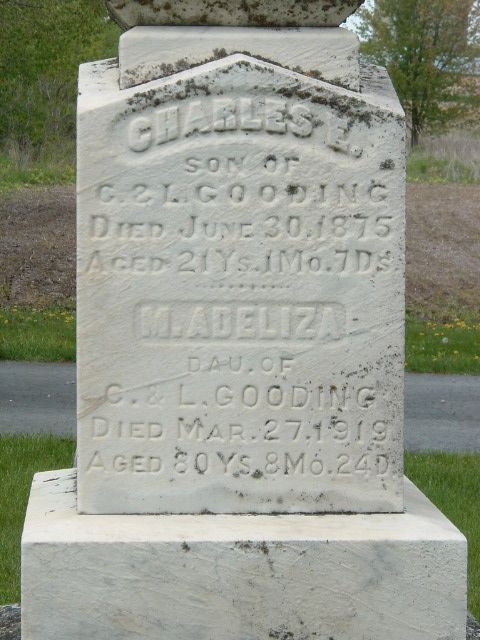 CHARLES E.
SON OF
C. & L. GOODING
DIED JUNE 30, 1875
AGED 21 YS. 1 MO. 7 DS.
M. ADELIZA
DAU. OF
C. & L. GOODING
DIED MAR. 27, 1919
AGED 80 YS. 8 MO. 24 D.